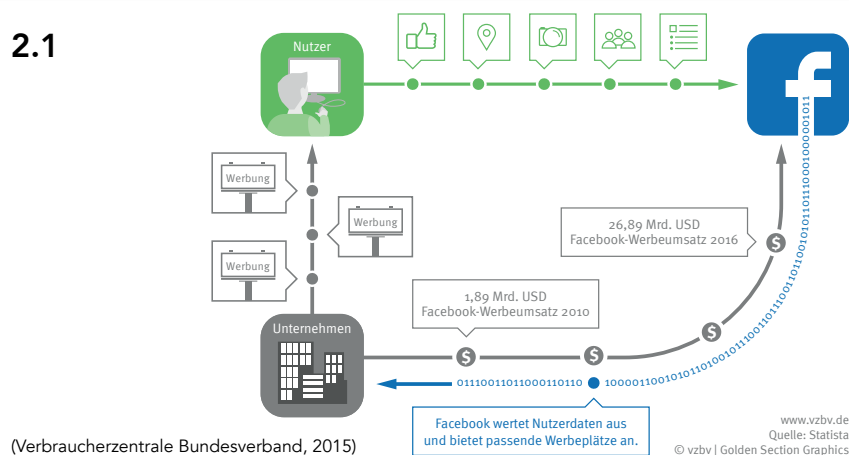 2.1
Nutzer
f
Werbung
Werbung
Werbung
26,89 Mrd. USD
Facebook-Werbeumsatz 2016
$
1,89 Mrd. USD
Facebook-Werbeumsatz 2010
$
$
$
Unternehmen
01110011011000110110
Facebook wertet Nutzerdaten aus
und bietet passende Werbeplätze an.
www.vzbv.de
Quelle: Statista
© vzbv | Golden Section Graphics
(Verbraucherzentrale Bundesverband, 2015)